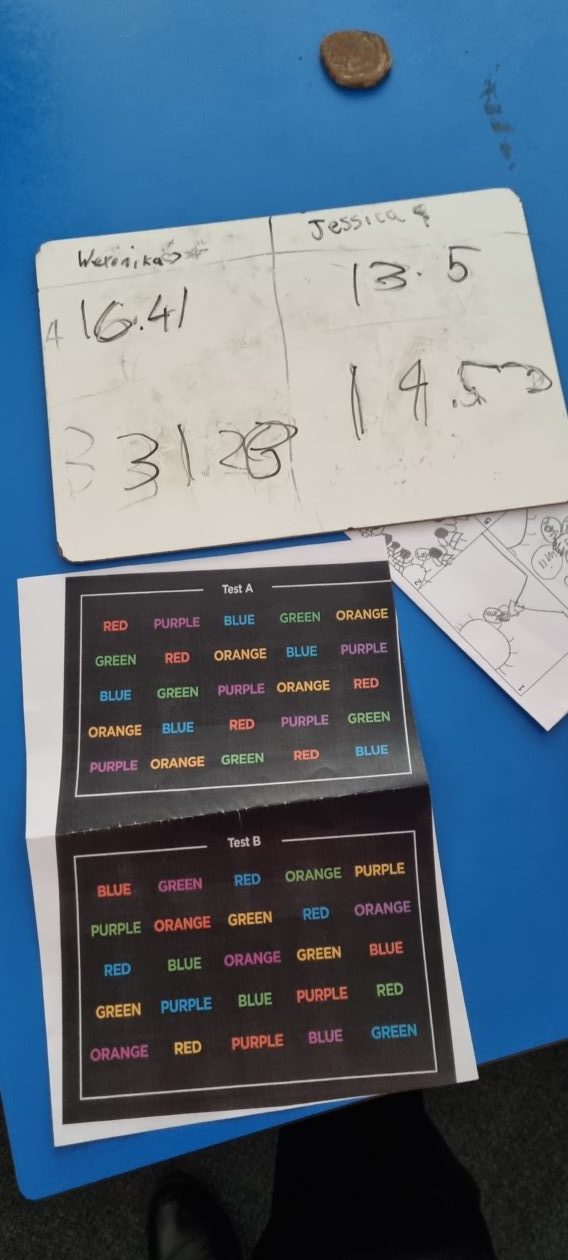 Weronika Jessica
A 16.41 13.5
14.5
Test A
RED PURPLE BLUE GREEN ORANGE
GREEN RED ORANGE BLUE PURPLE
BLUE GREEN PURPLE ORANGE RED
ORANGE BLUE RED PURPLE GREEN
PURPLE ORANGE GREEN RED BLUE
Test B
BLUE GREEN RED ORANGE PURPLE
PURPLE ORANGE GREEN RED ORANGE
RED BLUE ORANGE GREEN BLUE
GREEN PURPLE BLUE PURPLE RED
ORANGE RED PURPLE BLUE GREEN